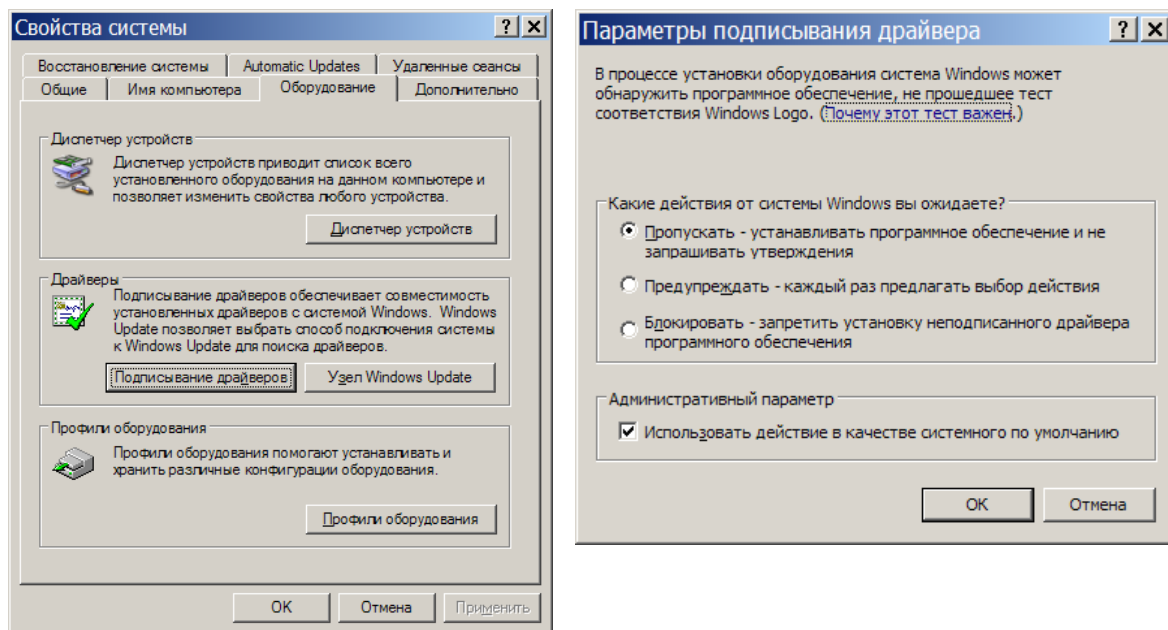 Свойства системы
Восстановление системы
Automatic Updates
Удаленные сеансы
Общие
Имя компьютера
Оборудование
Дополнительно
Диспетчер устройств
Диспетчер устройств приводит список всего
установленного оборудования на данном компьютере и
позволяет изменить свойства любого устройства.
Диспетчер устройств
Драйверы
Подписывание драйверов обеспечивает совместимость
установленных драйверов с системой Windows. Windows
Update позволяет выбрать способ подключения системы
к Windows Update для поиска драйверов.
Подписывание драйверов
Узел Windows Update
Профили оборудования
Профили оборудования помогают устанавливать и
хранить различные конфигурации оборудования.
Профили оборудования
OK
Отмена
Применить
Параметры подписывания драйвера
В процессе установки оборудования система Windows может
обнаружить программное обеспечение, не прошедшее тест
соответствия Windows Logo. (Почему этот тест важен.)
Какие действия от системы Windows вы ожидаете?
Пропускать - устанавливать программное обеспечение и не
запрашивать утверждения
Предупреждать - каждый раз предлагать выбор действия
Блокировать - запретить установку неподписанного драйвера
программного обеспечения
Административный параметр
Использовать действие в качестве системного по умолчанию
OK
Отмена